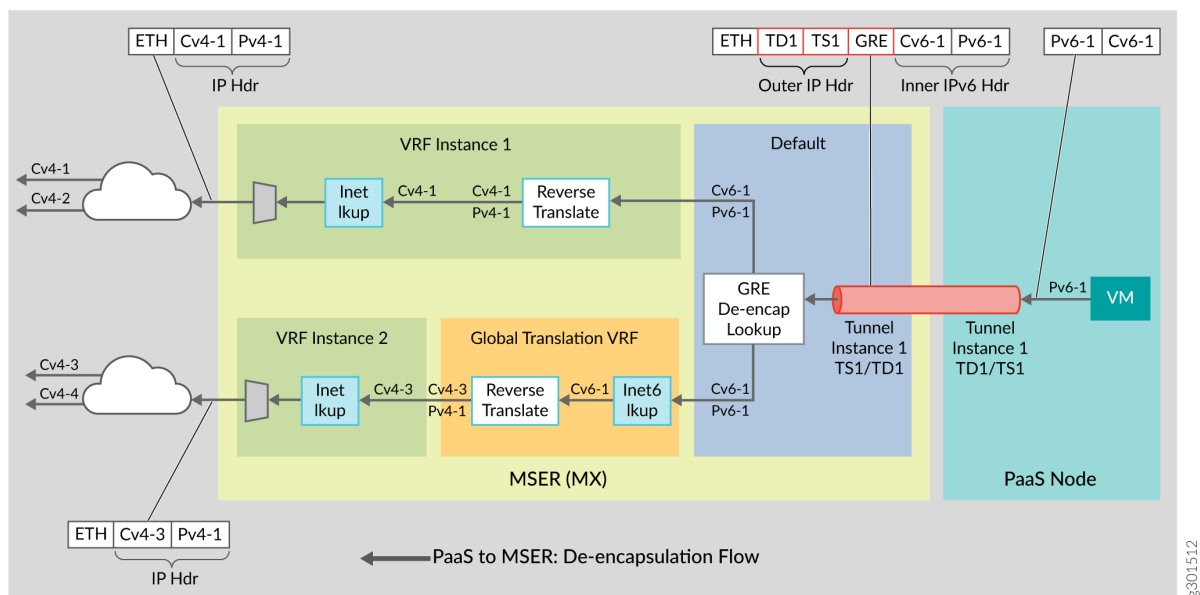 ETH Cv4-1 Pv4-1
IP Hdr
ETH TD1 TS1 GRE Cv6-1 Pv6-1
Outer IP Hdr
Inner IPv6 Hdr
Pv6-1 Cv6-1
VRF Instance 1
Default
Cv4-1
Cv4-2
Inet
lkup
Cv4-1
Cv4-1
Pv4-1
Reverse
Translate
Cv6-1
Pv6-1
GRE
De-encap
Lookup
Pv6-1
VM
Tunnel
Instance 1
TS1/TD1
Tunnel
Instance 1
TD1/TS1
VRF Instance 2
Global Translation VRF
Cv4-3
Cv4-4
Inet
lkup
Cv4-3
Cv4-3
Pv4-1
Reverse
Translate
Cv6-1
Inet6
lkup
Cv6-1
Pv6-1
MSER (MX)
PaaS Node
ETH Cv4-3 Pv4-1
IP Hdr
PaaS to MSER: De-encapsulation Flow
g301512